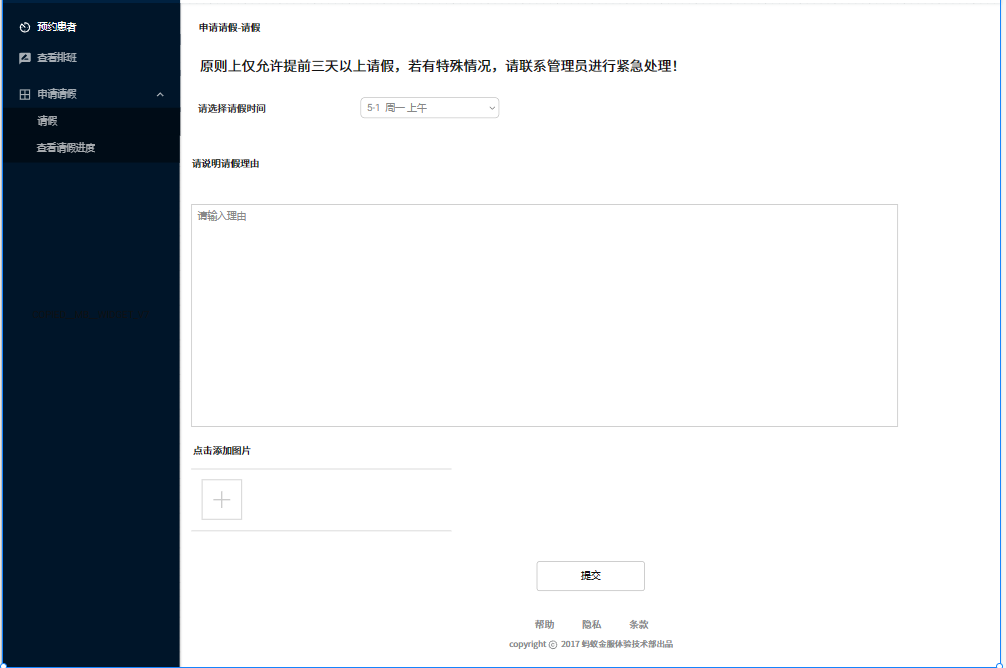 预约患者
查看排班
申请请假
请假
查看请假进度
申请请假-请假
原则上仅允许提前三天以上请假，若有特殊情况，请联系管理员进行紧急处理！
请选择请假时间
5-1 周一上午
请说明请假理由
请输入理由
点击添加图片
提交
帮助 隐私 条款
copyright © 2017 蚂蚁金服体验技术部出品